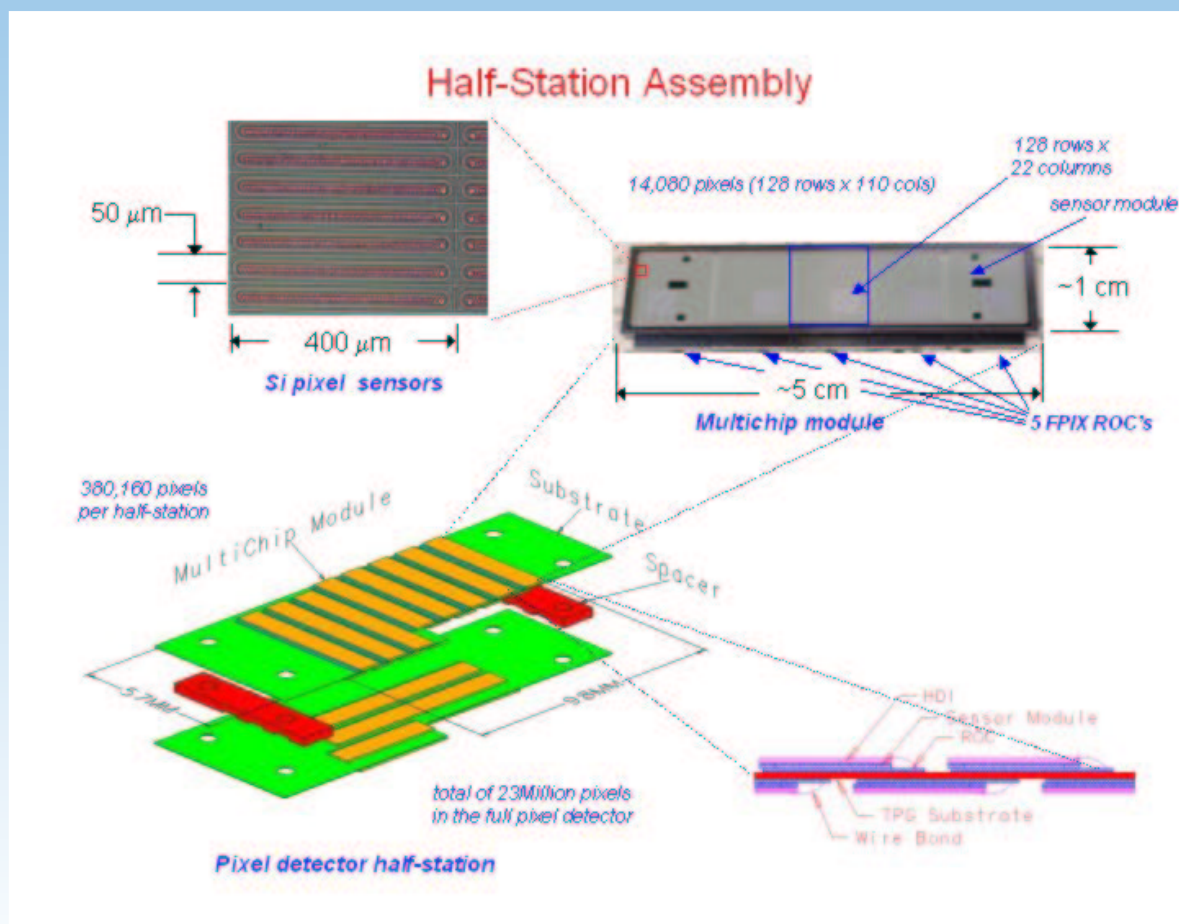 Half-Station Assembly
128 rows x
22 columns
14,080 pixels (128 rows x 110 cols)
sensor module
50 μm
~1 cm
400 μm
Si pixel sensors
~5 cm
Multichip module
5 FPIX ROC's
380,160 pixels
per half-station
MultiChip Module
Substrate
Spacer
57MM
98MM
HDI
Sensor Module
ROC
TPG Substrate
Wire Bond
total of 23Million pixels
in the full pixel detector
Pixel detector half-station